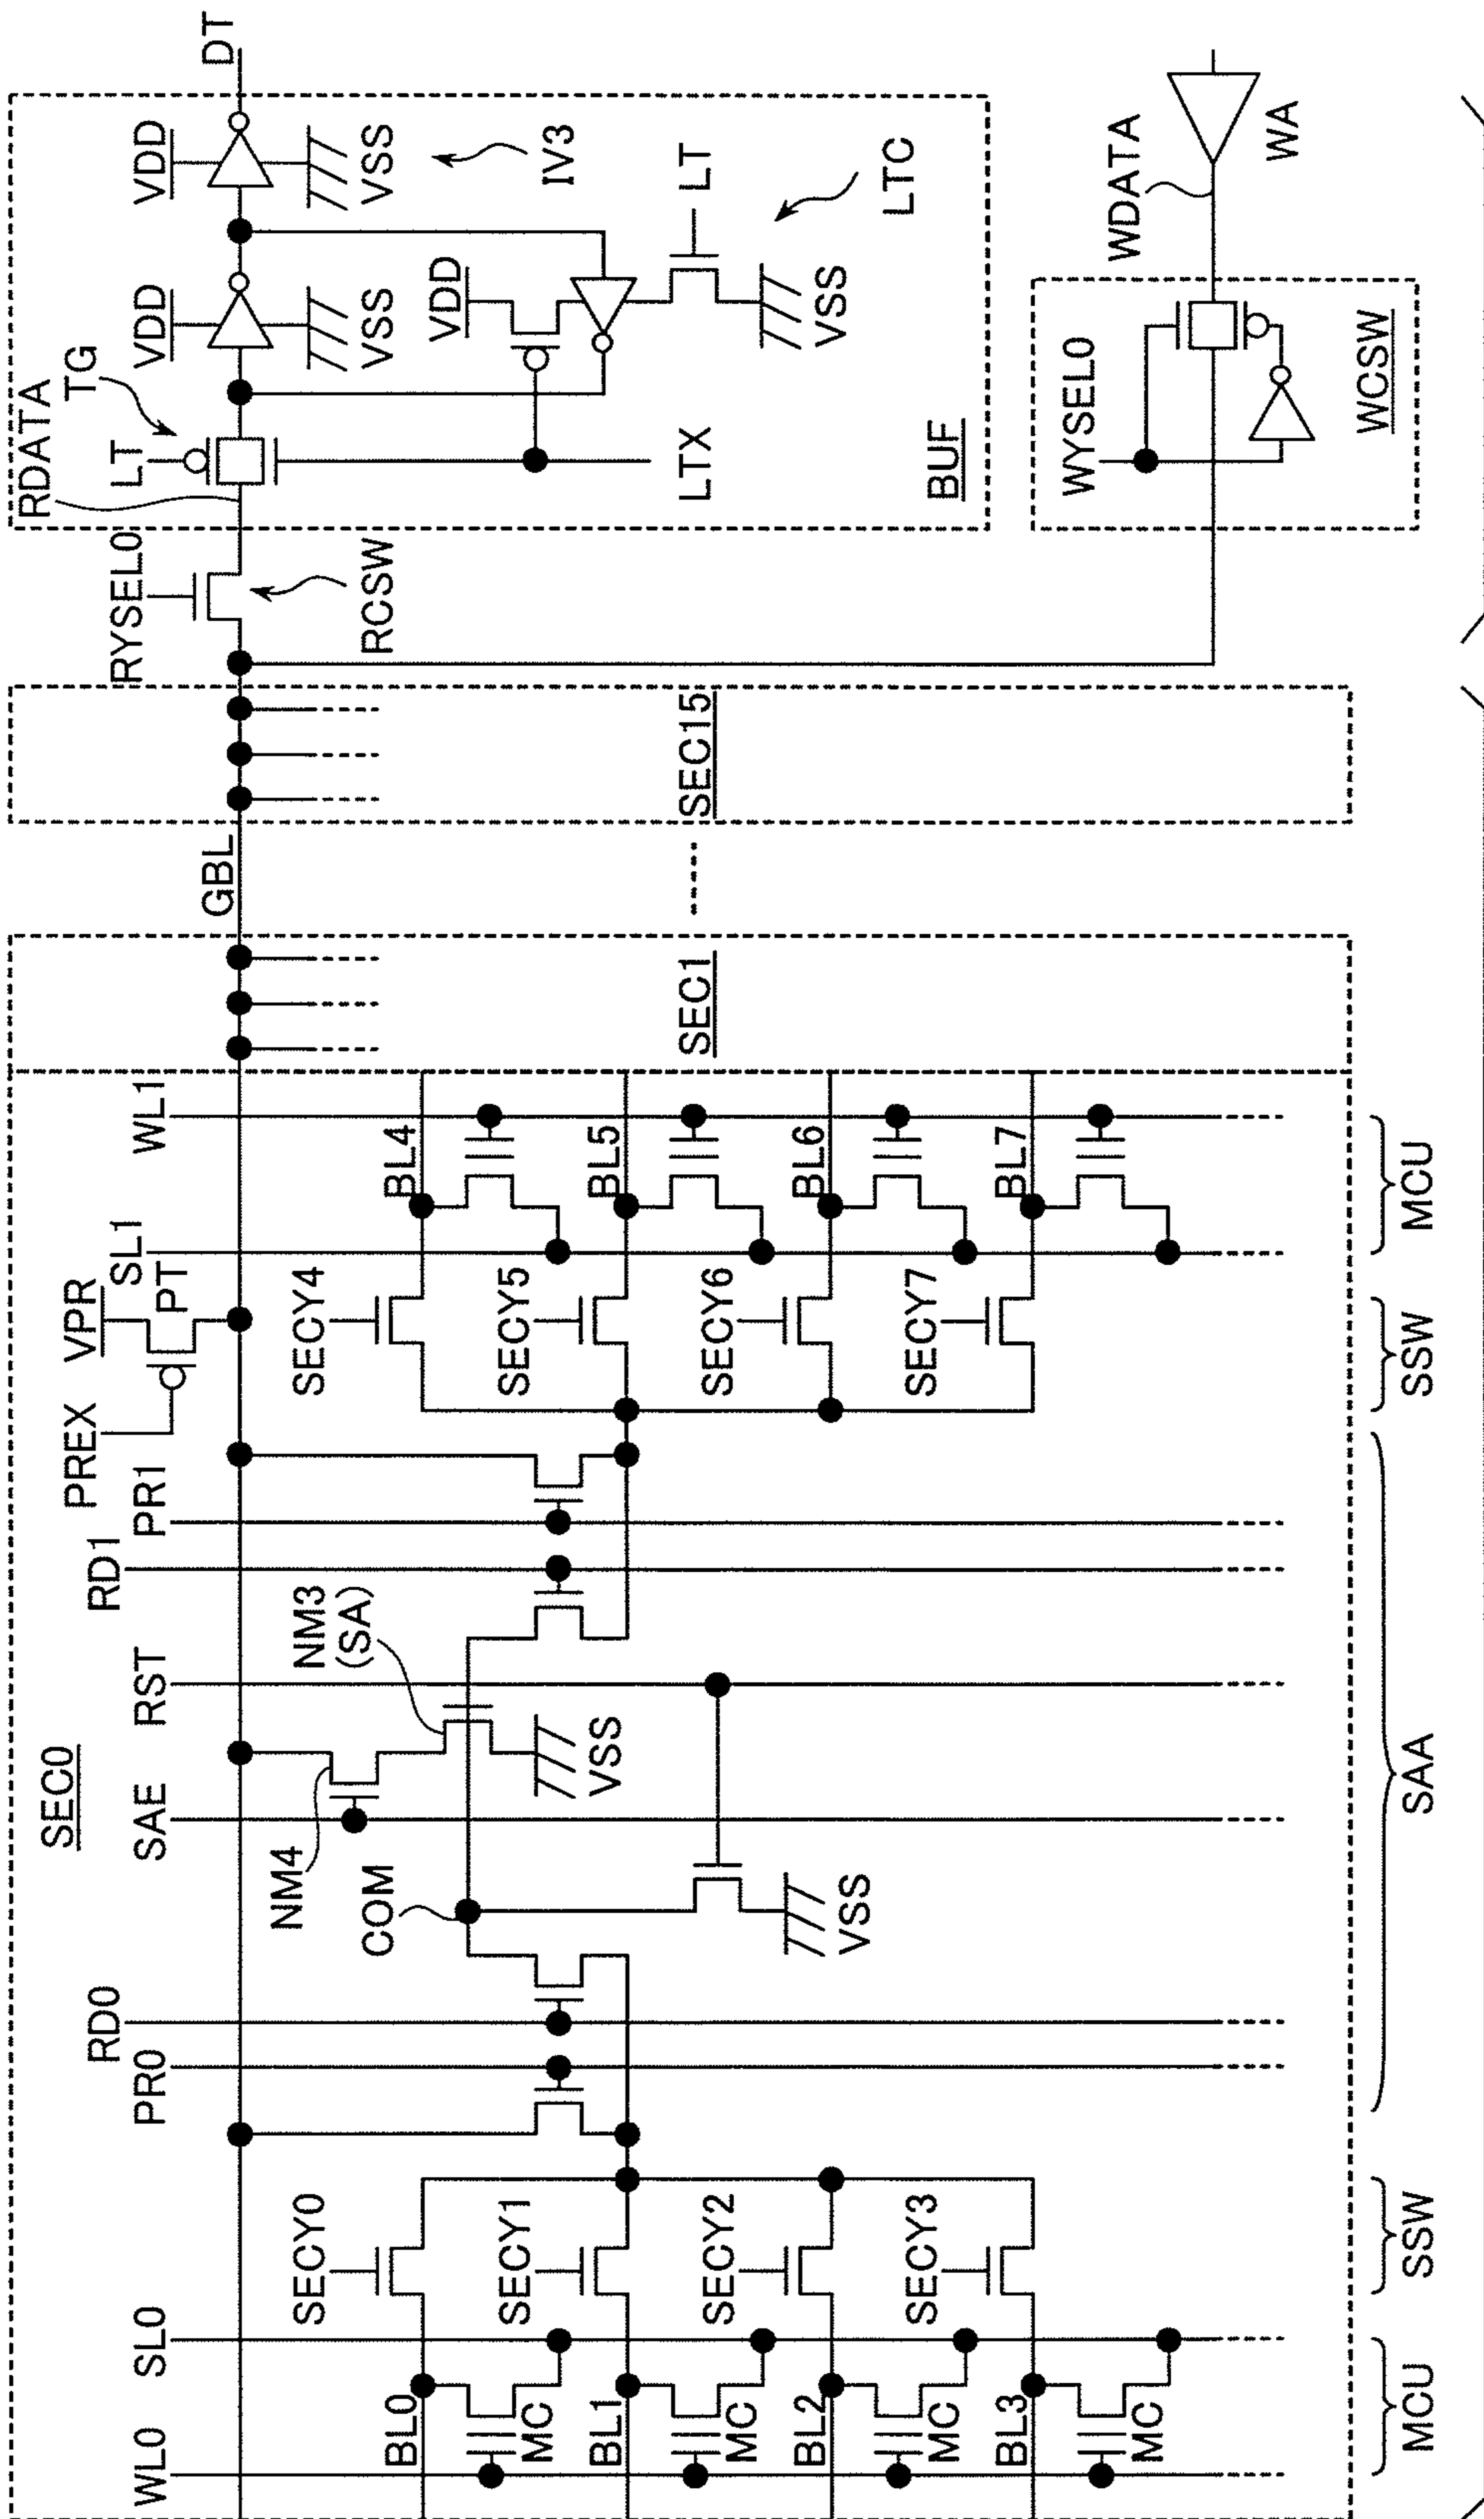 SEC0
WL0
SL0
PR0
RD0
SAE
RST
RD1
PR1
PREX
VPR
PT
SL1
WL1
GBL
SECY0
SECY1
SECY2
SECY3
BL0
MC
BL1
MC
BL2
MC
BL3
MC
NM4
NM3
(SA)
COM
VSS
VSS
SECY4
SECY5
SECY6
SECY7
BL4
BL5
BL6
BL7
MCU
SSW
SAA
SSW
MCU
SEC1
SEC15
RYSEL0
RCSW
RDATA
TG
LT
VDD
VSS
VDD
VSS
IV3
DT
VDD
LT
LTC
VSS
LTX
BUF
WYSEL0
WCSW
WDATA
WA